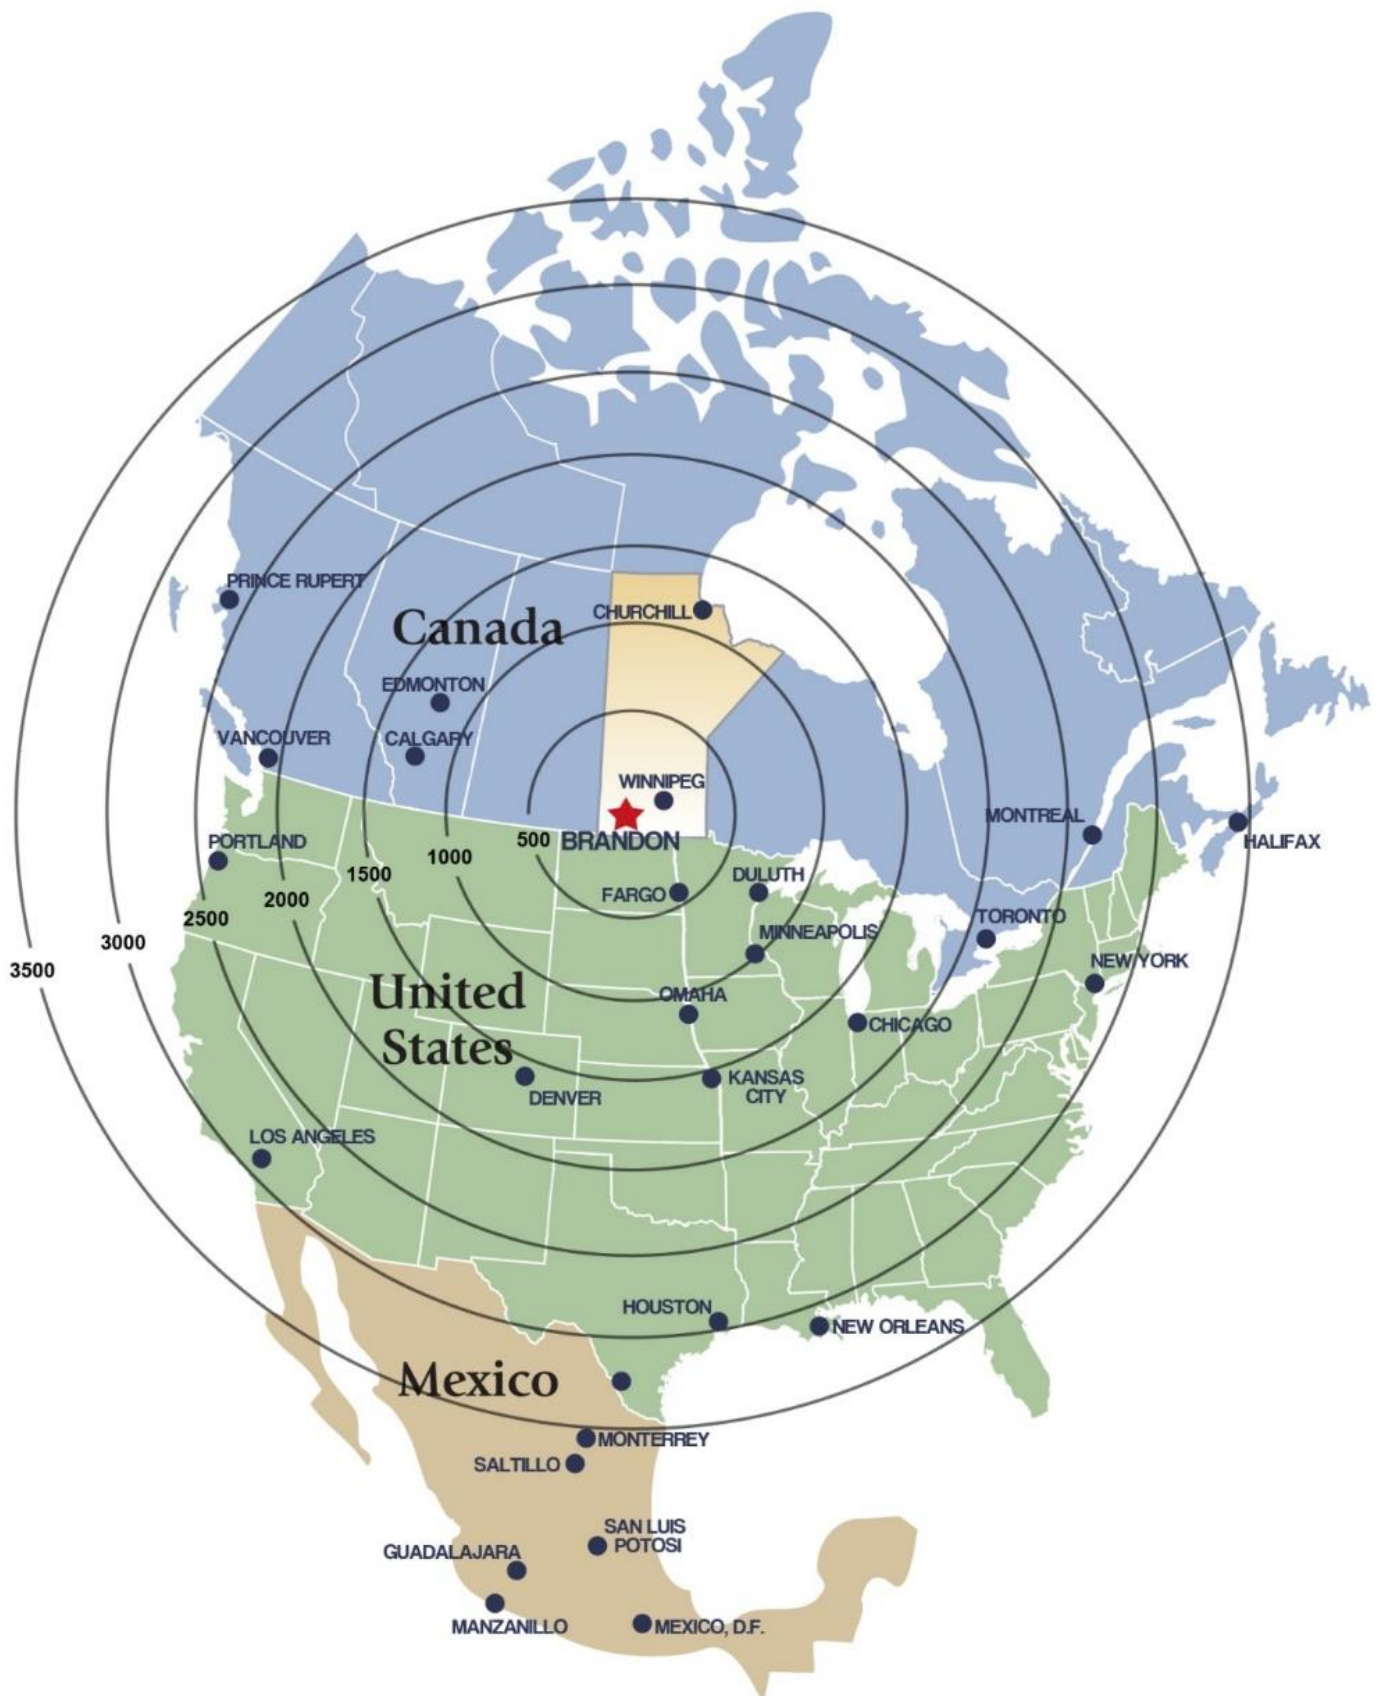 PRINCE RUPERT
CHURCHILL
Canada
EDMONTON
VANCOUVER
CALGARY
WINNIPEG
MONTREAL
PORTLAND
500
BRANDON
HALIFAX
1000
1500
DULUTH
FARGO
2000
2500
TORONTO
MINNEAPOLIS
3000
NEW YORK
3500
United
States
OMAHA
CHICAGO
KANSAS
CITY
DENVER
LOS ANGELES
HOUSTON
NEW ORLEANS
Mexico
MONTERREY
SALTILLO
SAN LUIS
POTOSI
GUADALAJARA
MANZANILLO
MEXICO, D.F.